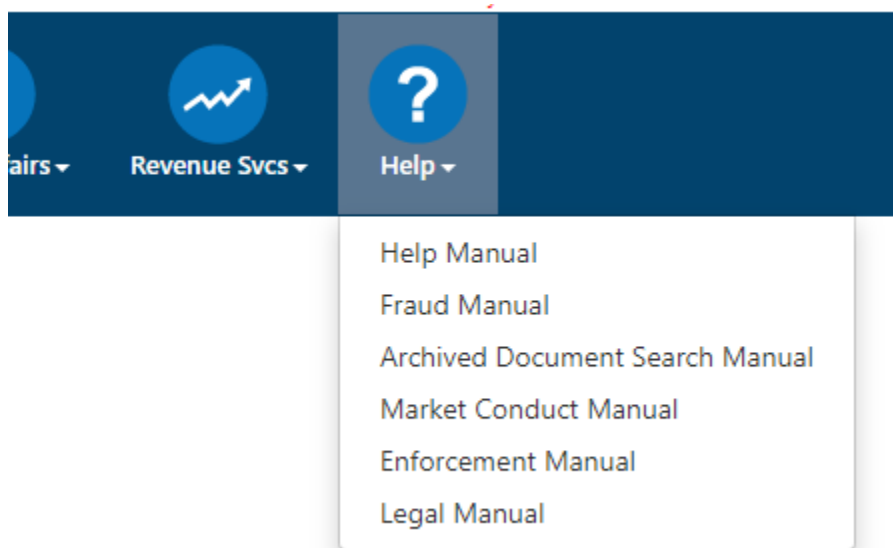 Revenue Svcs
Help
Help Manual
Fraud Manual
Archived Document Search Manual
Market Conduct Manual
Enforcement Manual
Legal Manual